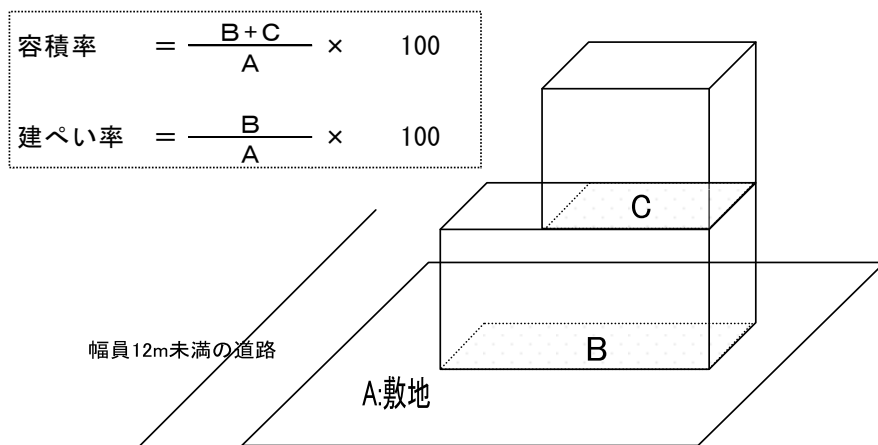 容積率 = B+C / A × 100
建ぺい率 = B / A × 100
C
B
幅員12m未満の道路
A:敷地